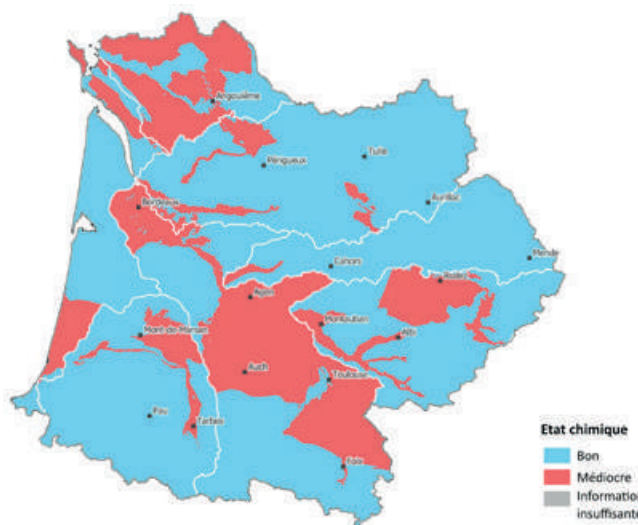 Angoulême
Périgueux
Tulle
Aurillac
Bordeaux
Mende
Cahors
Rodez
Agen
Montauban
Mont-de-Marsan
Albi
Auch
Toulouse
Pau
Tarbes
Foix
Etat chimique
Bon
Médiocre
Information
insuffisante